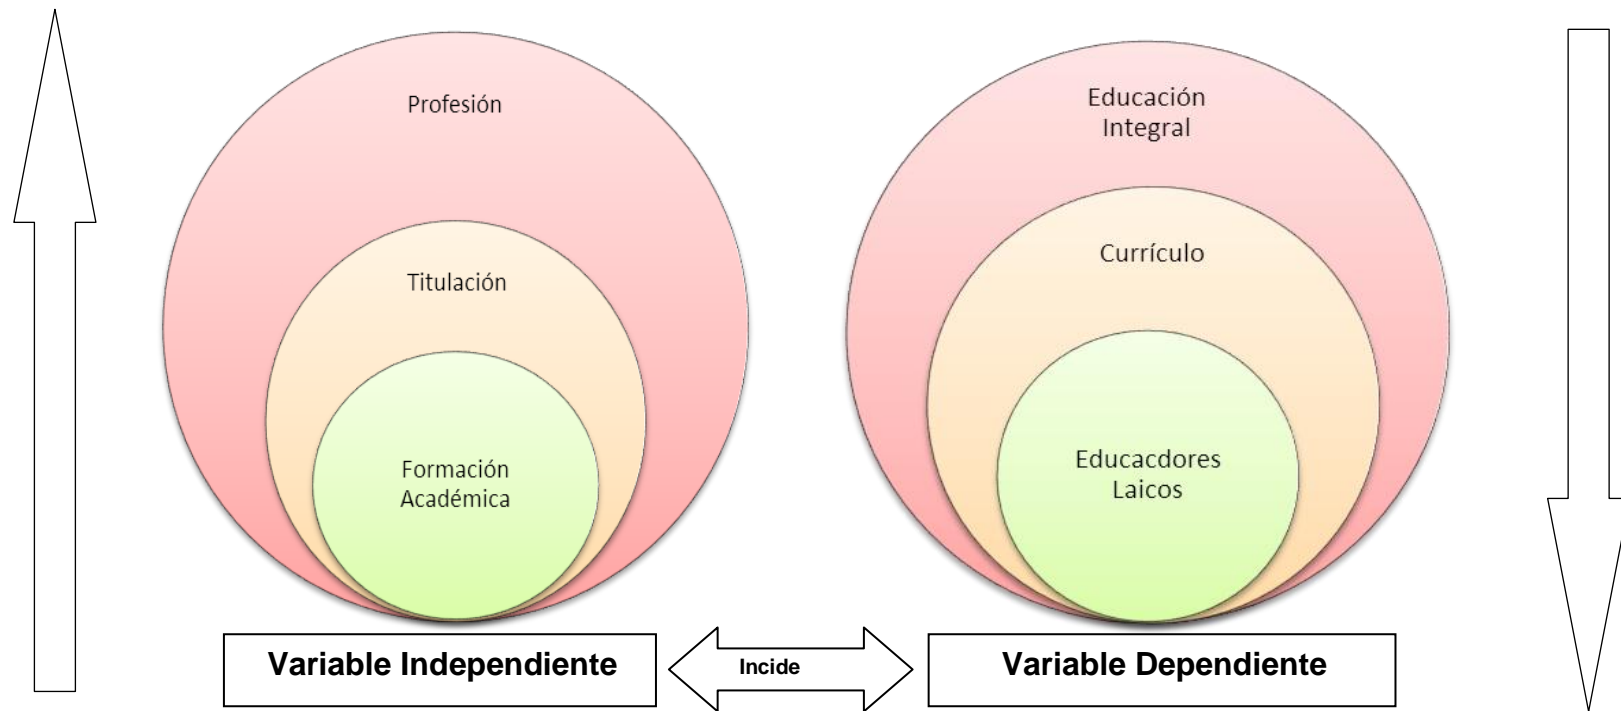 Profesión
Titulación
Formación
Académica
Educación
Integral
Currículo
Educacdores
Laicos
Variable Independiente
Incide
Variable Dependiente